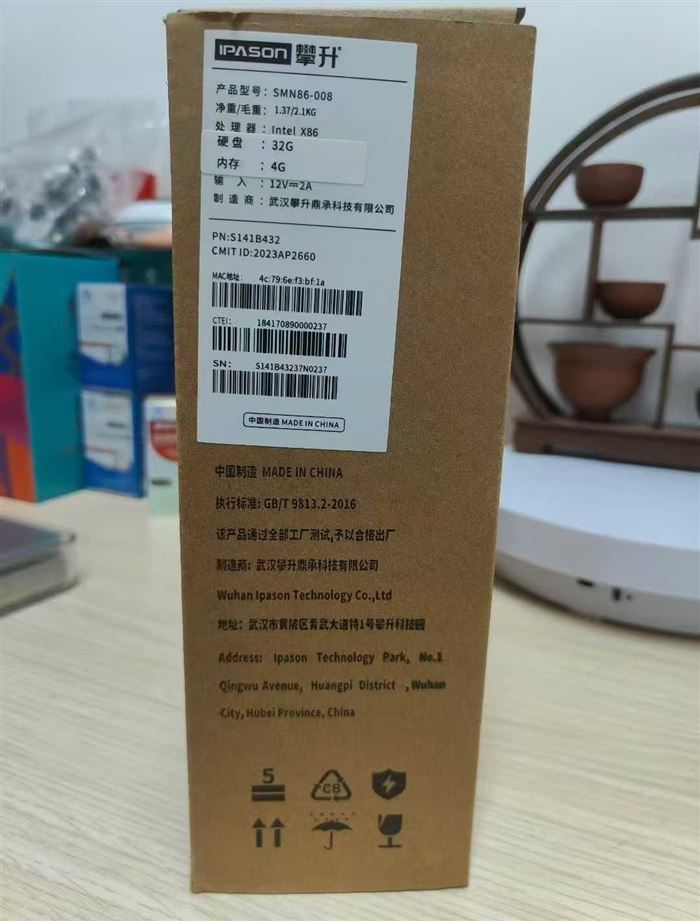 IPASON 攀升
产品型号: SMN86-008
净重/毛重: 1.37/2.1KG
处理器: Intel X86
硬盘 : 32G
内存 : 4G
输入 : 12V⎓2A
制造商: 武汉攀升鼎承科技有限公司
PN:S141B432
CMIT ID:2023AP2660
MAC地址: 4c:79:6e:f3:bf:1a
CTEI: 184170890000237
SN: S141B43237N0237
中国制造 MADE IN CHINA
中国制造 MADE IN CHINA
执行标准: GB/T 9813.2-2016
该产品通过全部工厂测试,予以合格出厂
制造商: 武汉攀升鼎承科技有限公司
Wuhan Ipason Technology Co.,Ltd
地址: 武汉市黄陂区青武大道特1号攀升科技园
Address: Ipason Technology Park, No.1
Qingwu Avenue, Huangpi District ,Wuhan
City, Hubei Province, China
5
CB